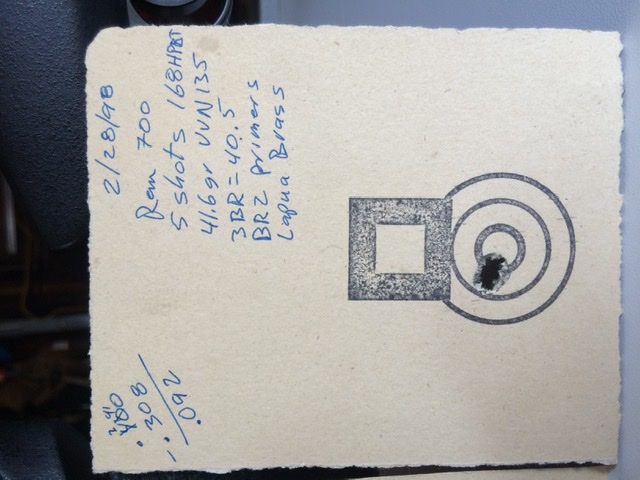 2/28/98
Rem 700
5 shots 168HPBT
41.6gr VVN135
3BR=40.5
BR2 primers
Lapua Brass
.400
.308
.092